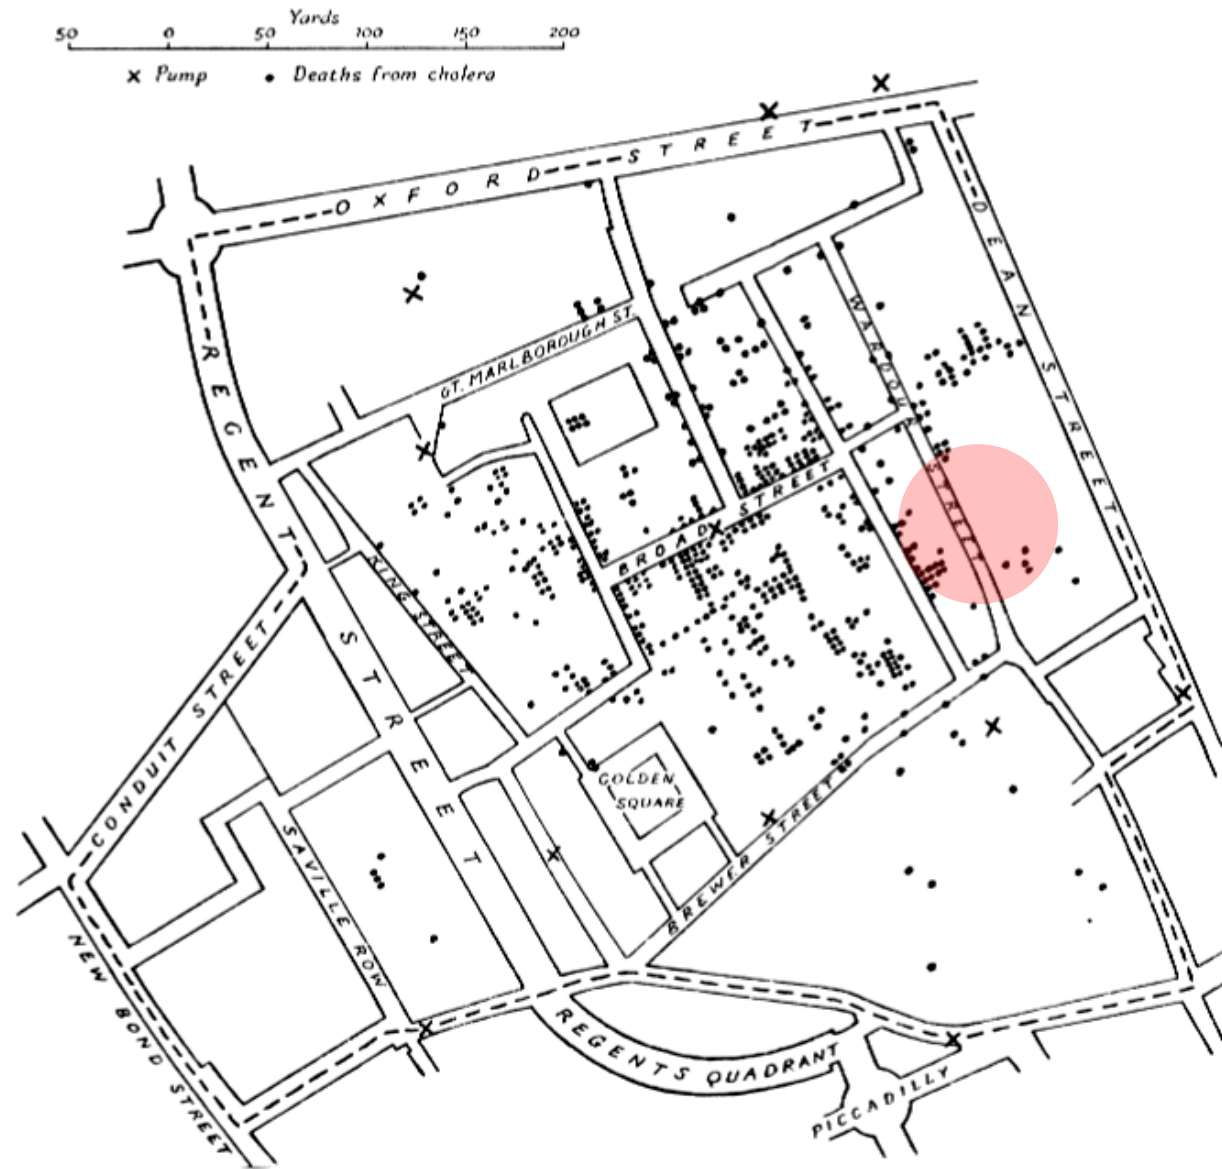 Yards
50 0 50 100 150 200
× Pump • Deaths from cholera
OXFORD STREET
DEAN STREET
WARDOUR STREET
GT. MARLBOROUGH ST.
REGENT STREET
BROAD STREET
KING STREET
CONDUIT STREET
GOLDEN
SQUARE
BREWER STREET
SAVILLE ROW
NEW BOND STREET
REGENTS QUADRANT
PICCADILLY